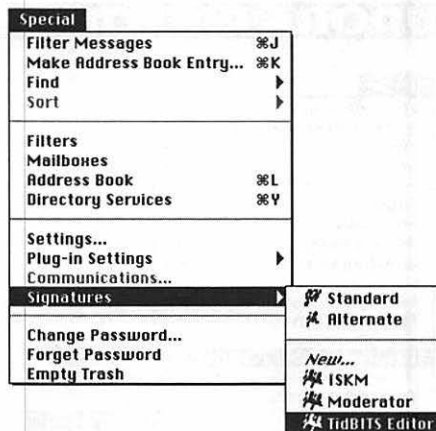 Special
Filter Messages ⌘J
Make Address Book Entry... ⌘K
Find
Sort
Filters
Mailboxes
Address Book ⌘L
Directory Services ⌘Y
Settings...
Plug-in Settings
Communications...
Signatures
Standard
Alternate
Change Password...
Forget Password
Empty Trash
New...
ISKM
Moderator
TidBITS Editor